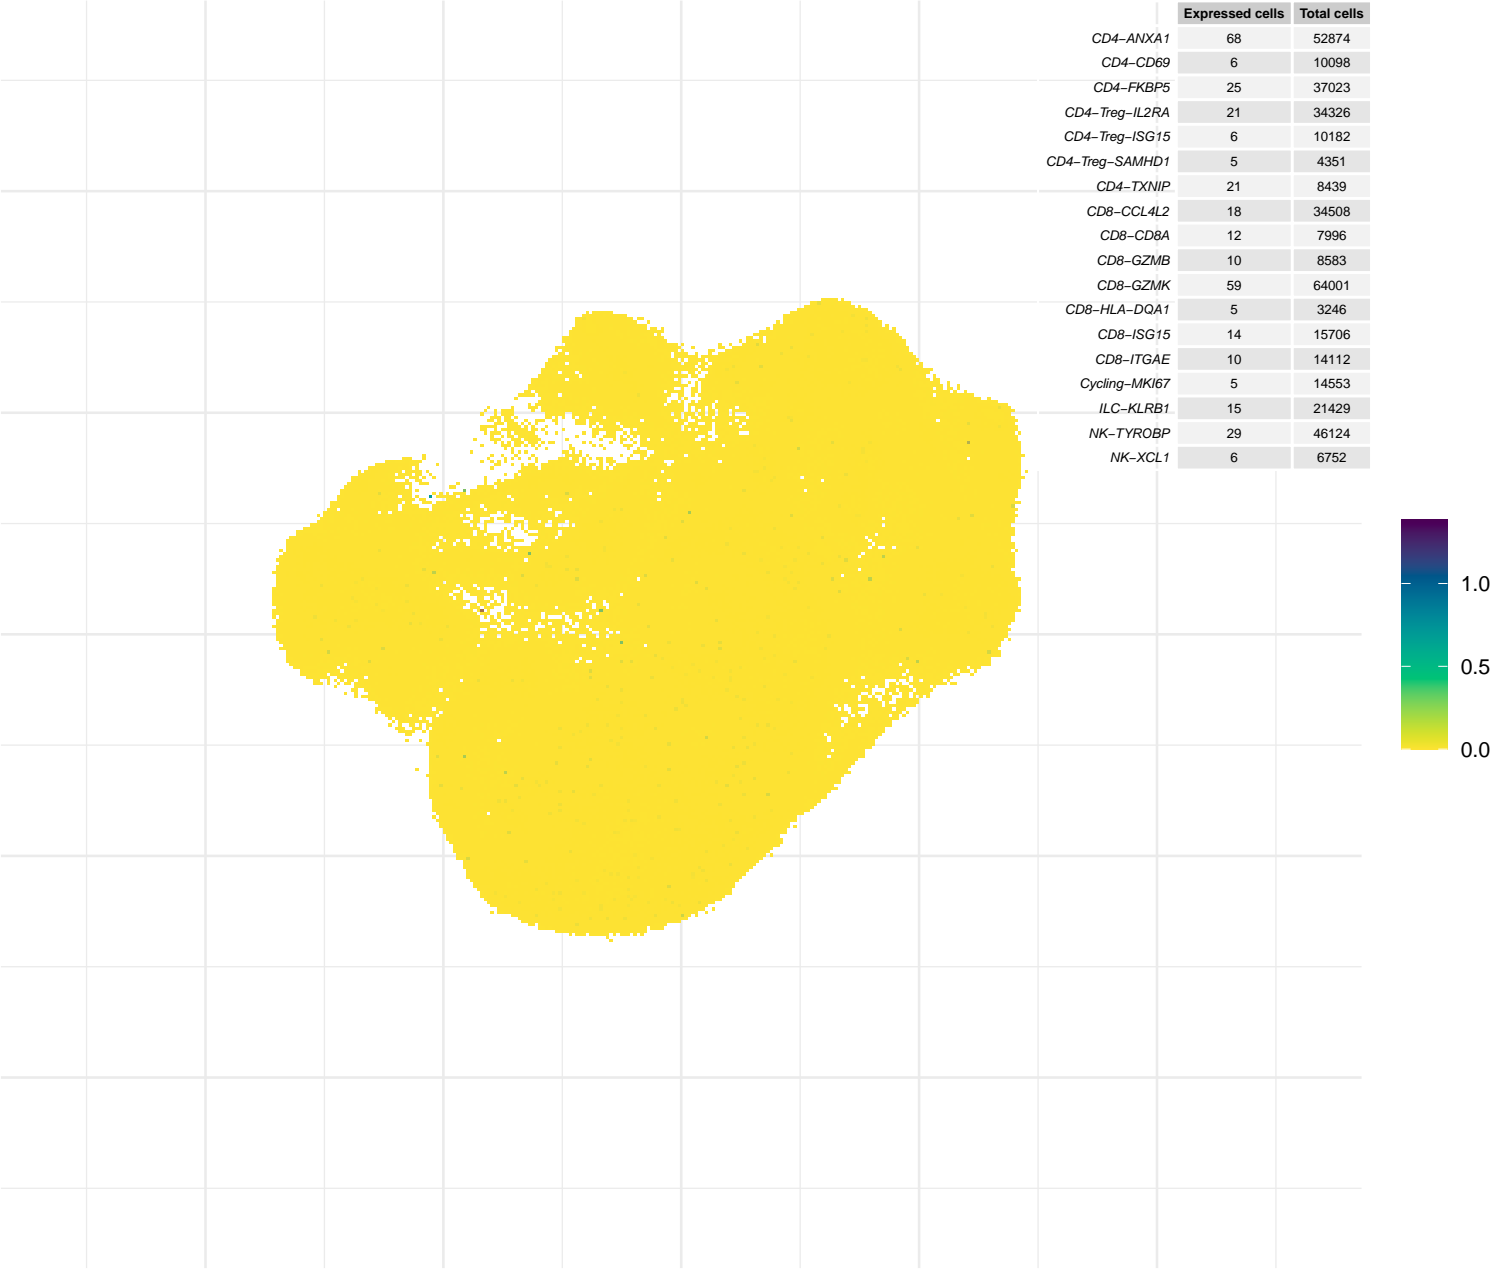 Expressed cells Total cells
CD4−ANXA1 68 52874
CD4−CD69 6 10098
CD4−FKBP5 25 37023
CD4−Treg−IL2RA 21 34326
CD4−Treg−ISG15 6 10182
CD4−Treg−SAMHD1 5 4351
CD4−TXNIP 21 8439
CD8−CCL4L2 18 34508
CD8−CD8A 12 7996
CD8−GZMB 10 8583
CD8−GZMK 59 64001
CD8−HLA−DQA1 5 3246
CD8−ISG15 14 15706
CD8−ITGAE 10 14112
Cycling−MKI67 5 14553
ILC−KLRB1 15 21429
NK−TYROBP 29 46124
NK−XCL1 6 6752
1.0
0.5
0.0